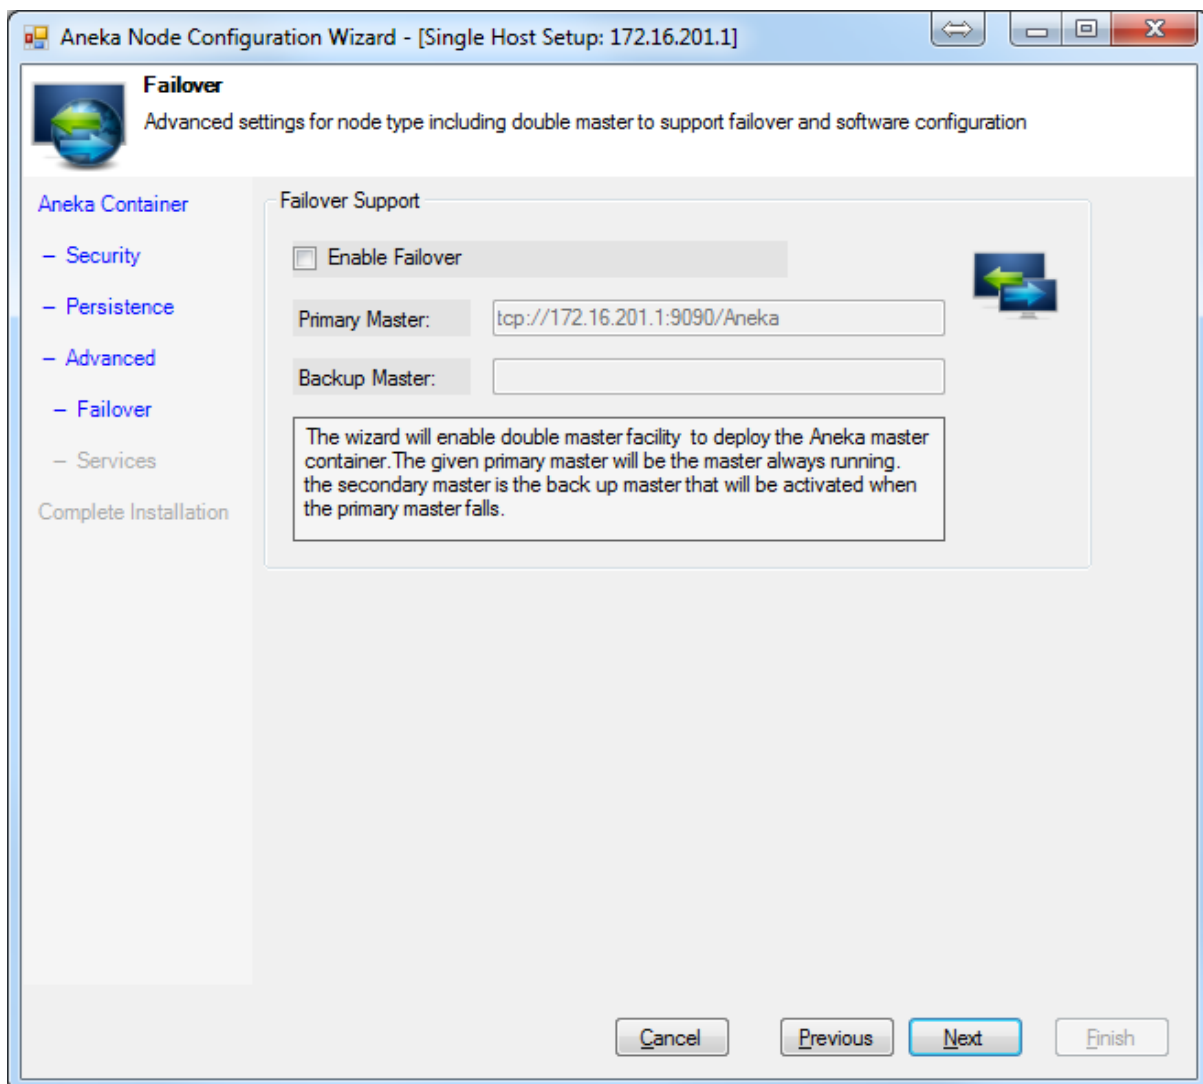 Aneka Node Configuration Wizard - [Single Host Setup: 172.16.201.1]
Failover
Advanced settings for node type including double master to support failover and software configuration
Aneka Container
– Security
– Persistence
– Advanced
– Failover
– Services
Complete Installation
Failover Support
Enable Failover
Primary Master:
tcp://172.16.201.1:9090/Aneka
Backup Master:
The wizard will enable double master facility  to deploy the Aneka master
container.The given primary master will be the master always running.
the secondary master is the back up master that will be activated when
the primary master falls.
Cancel
Previous
Next
Finish